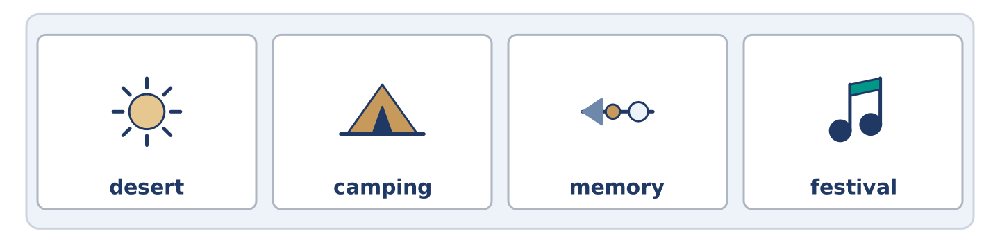 desert
camping
memory
festival